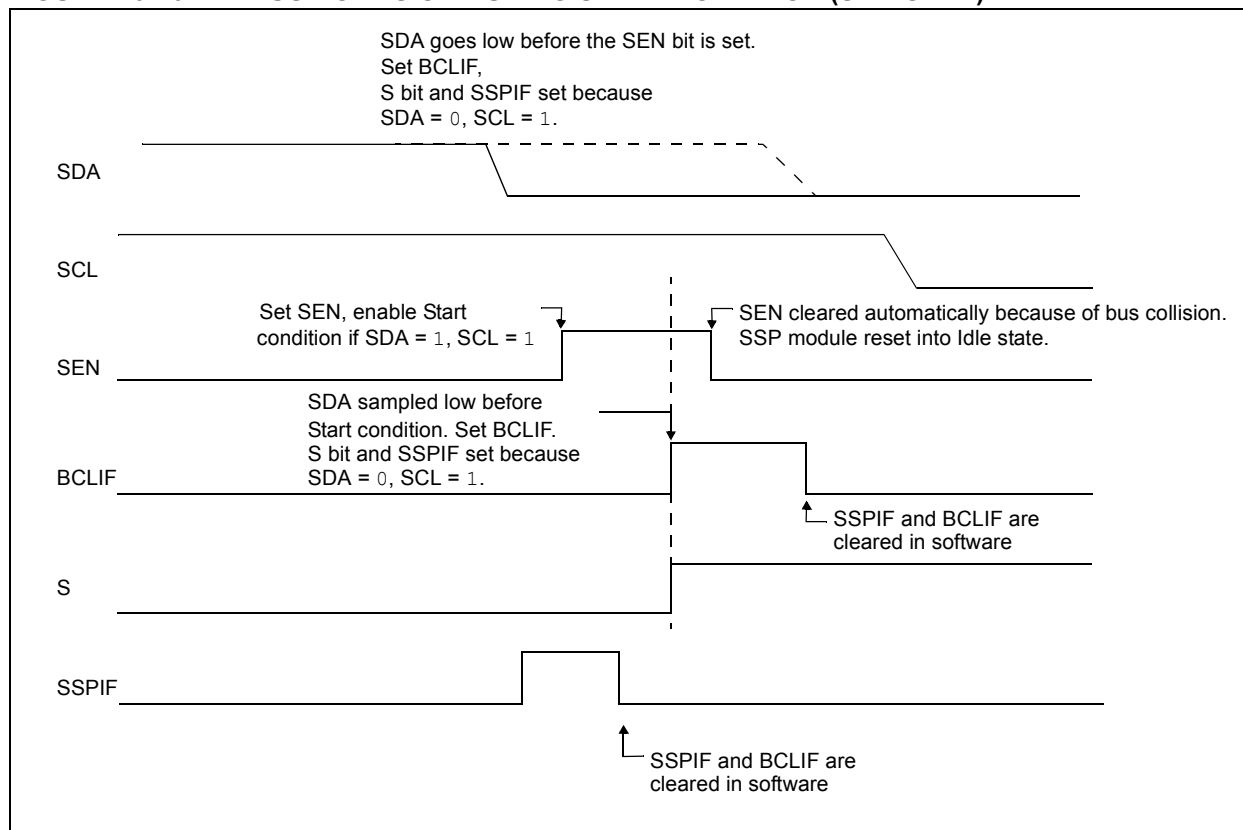 SDA goes low before the SEN bit is set.
Set BCLIF,
S bit and SSPIF set because
SDA = 0, SCL = 1.
SDA
SCL
Set SEN, enable Start
condition if SDA = 1, SCL = 1
SEN cleared automatically because of bus collision.
SSP module reset into Idle state.
SEN
SDA sampled low before
Start condition. Set BCLIF.
S bit and SSPIF set because
SDA = 0, SCL = 1.
BCLIF
SSPIF and BCLIF are
cleared in software
S
SSPIF
SSPIF and BCLIF are
cleared in software